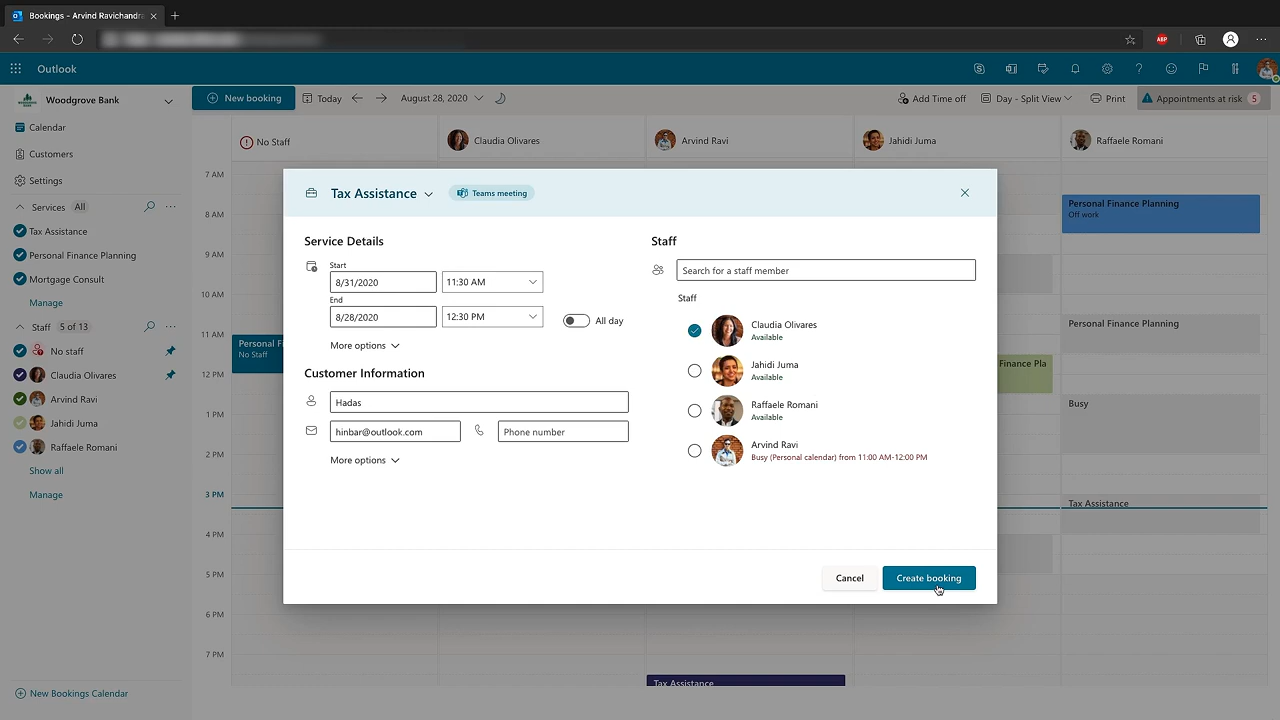 Bookings - Arvind Ravichandra
Outlook
Woodgrove Bank
New booking
Today
August 28, 2020
Add Time off
Day - Split View
Print
Appointments at risk 5
Calendar
Customers
Settings
Services All
Tax Assistance
Personal Finance Planning
Mortgage Consult
Manage
Staff 5 of 13
No staff
Claudia Olivares
Arvind Ravi
Jahidi Juma
Raffaele Romani
Show all
Manage
New Bookings Calendar
No Staff
Claudia Olivares
Arvind Ravi
Jahidi Juma
Raffaele Romani
7 AM
8 AM
9 AM
10 AM
11 AM
12 PM
1 PM
2 PM
3 PM
4 PM
5 PM
6 PM
7 PM
Personal Fi
No Staff
Tax Assistance
Finance Pla
Personal Finance Planning
Off work
Personal Finance Planning
Busy
Tax Assistance
Tax Assistance
Teams meeting
Service Details
Start
8/31/2020
11:30 AM
End
8/28/2020
12:30 PM
All day
More options
Customer Information
Hadas
hinbar@outlook.com
Phone number
More options
Staff
Search for a staff member
Staff
Claudia Olivares
Available
Jahidi Juma
Available
Raffaele Romani
Available
Arvind Ravi
Busy (Personal calendar) from 11:00 AM-12:00 PM
Cancel
Create booking
ABP